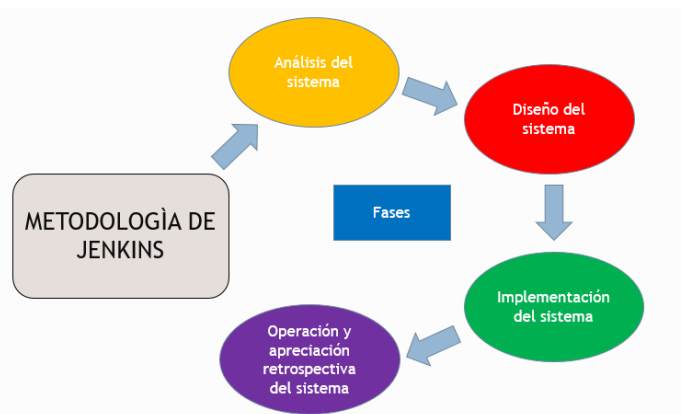 Análisis del
sistema
Diseño del
sistema
METODOLOGÌA DE
JENKINS
Fases
Implementación
del sistema
Operación y
apreciación
retrospectiva
del sistema